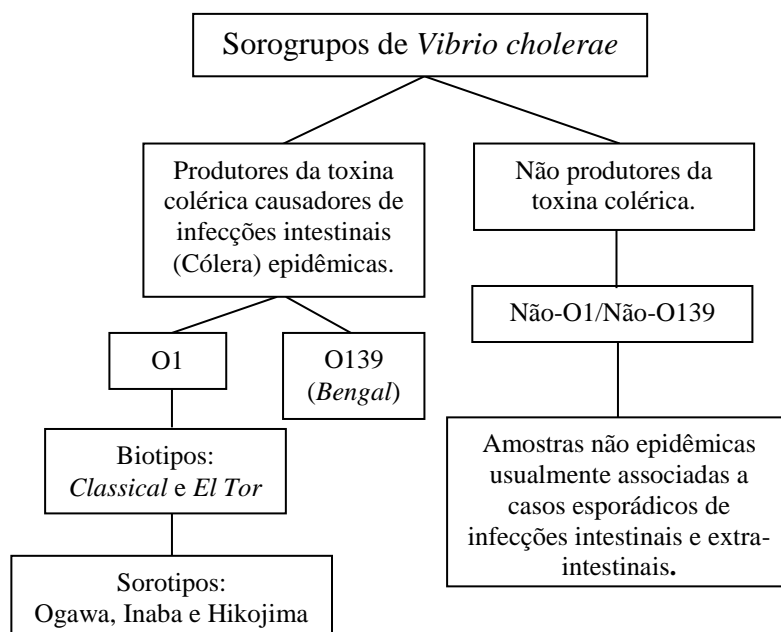 Sorogrupos de Vibrio cholerae
Produtores da toxina
colérica causadores de
infecções intestinais
(Cólera) epidêmicas.
Não produtores da
toxina colérica.
O1
O139
(Bengal)
Não-O1/Não-O139
Biotipos:
Classical e El Tor
Amostras não epidêmicas
usualmente associadas a
casos esporádicos de
infecções intestinais e extra-
intestinais.
Sorotipos:
Ogawa, Inaba e Hikojima